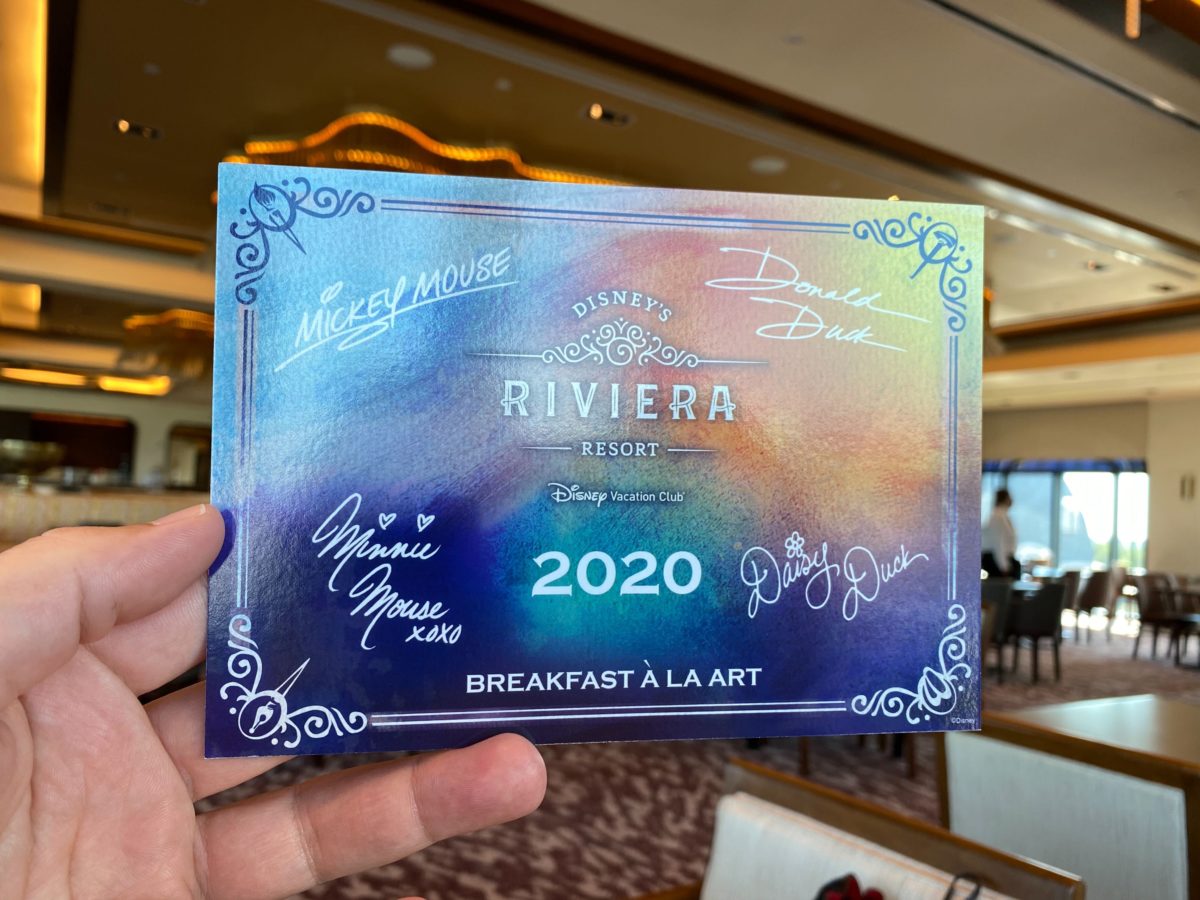 MICKEY MOUSE
Donald
Duck
DISNEY'S
RIVIERA
RESORT
Disney Vacation Club
Minnie
Mouse
xoxo
2020
Daisy Duck
BREAKFAST À LA ART
©Disney